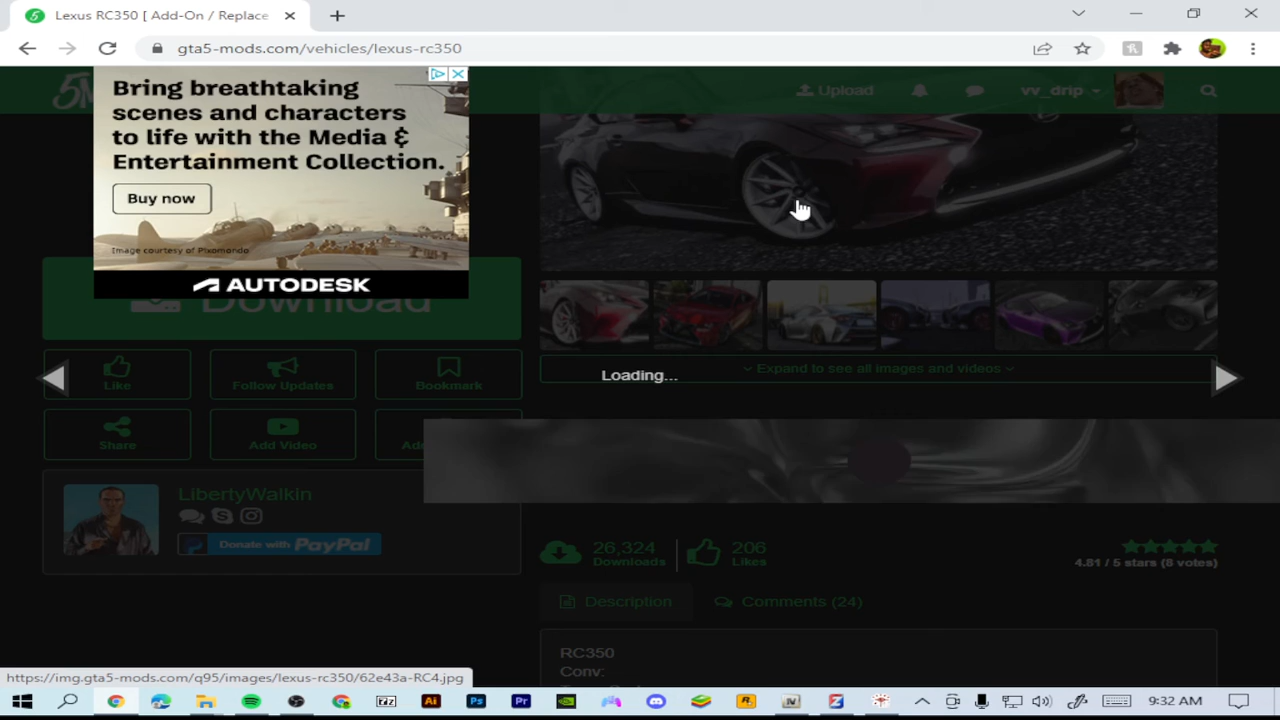 Lexus RC350 [ Add-On / Replace
gta5-mods.com/vehicles/lexus-rc350
Bring breathtaking
scenes and characters
to life with the Media &
Entertainment Collection.
Buy now
Image courtesy of Pixomondo
AUTODESK
5M
Upload
vv_drip
Download
Like
Follow Updates
Bookmark
Loading...
Expand to see all images and videos
Share
Add Video
LibertyWalkin
Donate with PayPal
26,324
Downloads
206
Likes
4.81 / 5 stars (8 votes)
Description
Comments (24)
RC350
Conv:
https://img.gta5-mods.com/q95/images/lexus-rc350/62e43a-RC4.jpg
9:32 AM